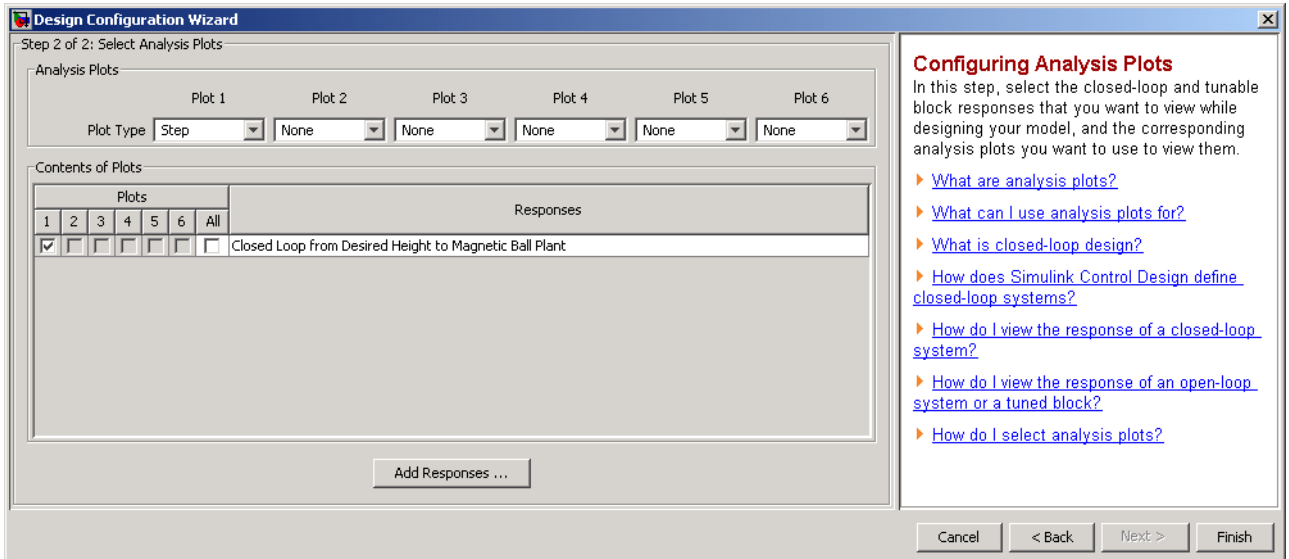 Design Configuration Wizard
Step 2 of 2: Select Analysis Plots
Analysis Plots
Plot 1 Plot 2 Plot 3 Plot 4 Plot 5 Plot 6
Plot Type Step None None None None None
Contents of Plots
Plots
Responses
1 2 3 4 5 6 All
Closed Loop from Desired Height to Magnetic Ball Plant
Add Responses ...
Configuring Analysis Plots
In this step, select the closed-loop and tunable
block responses that you want to view while
designing your model, and the corresponding
analysis plots you want to use to view them.
What are analysis plots?
What can I use analysis plots for?
What is closed-loop design?
How does Simulink Control Design define
closed-loop systems?
How do I view the response of a closed-loop
system?
How do I view the response of an open-loop
system or a tuned block?
How do I select analysis plots?
Cancel < Back Next > Finish